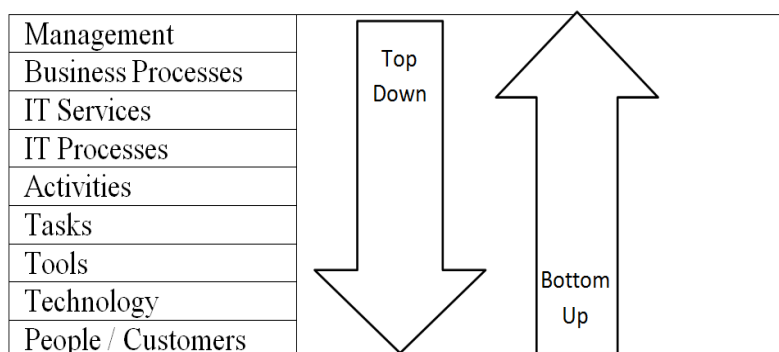 Management
Business Processes
IT Services
IT Processes
Activities
Tasks
Tools
Technology
People / Customers
Top
Down
Bottom
Up